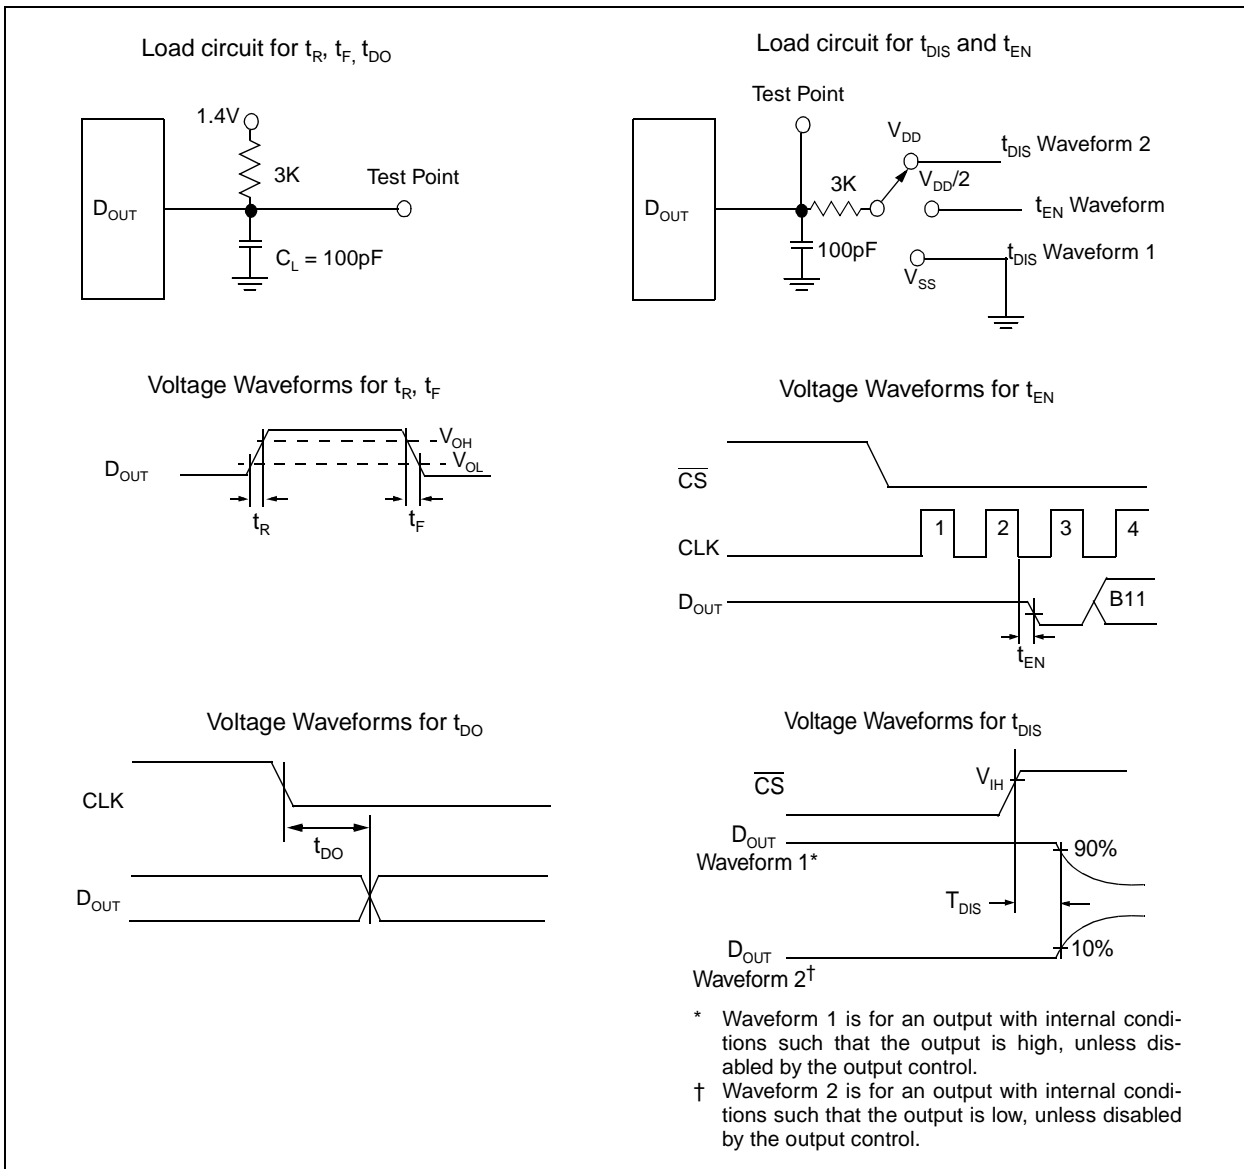 Load circuit for tR, tF, tDO
1.4V
3K
Test Point
DOUT
CL = 100pF
Load circuit for tDIS and tEN
Test Point
VDD
tDIS Waveform 2
3K
VDD/2
DOUT
tEN Waveform
100pF
tDIS Waveform 1
VSS
Voltage Waveforms for tR, tF
VOH
DOUT
VOL
tR
tF
Voltage Waveforms for tEN
CS
1 2 3 4
CLK
DOUT
B11
tEN
Voltage Waveforms for tDO
CLK
tDO
DOUT
Voltage Waveforms for tDIS
VIH
CS
DOUT
Waveform 1*
90%
TDIS
DOUT
10%
Waveform 2†
* Waveform 1 is for an output with internal condi-
tions such that the output is high, unless dis-
abled by the output control.
† Waveform 2 is for an output with internal condi-
tions such that the output is low, unless disabled
by the output control.